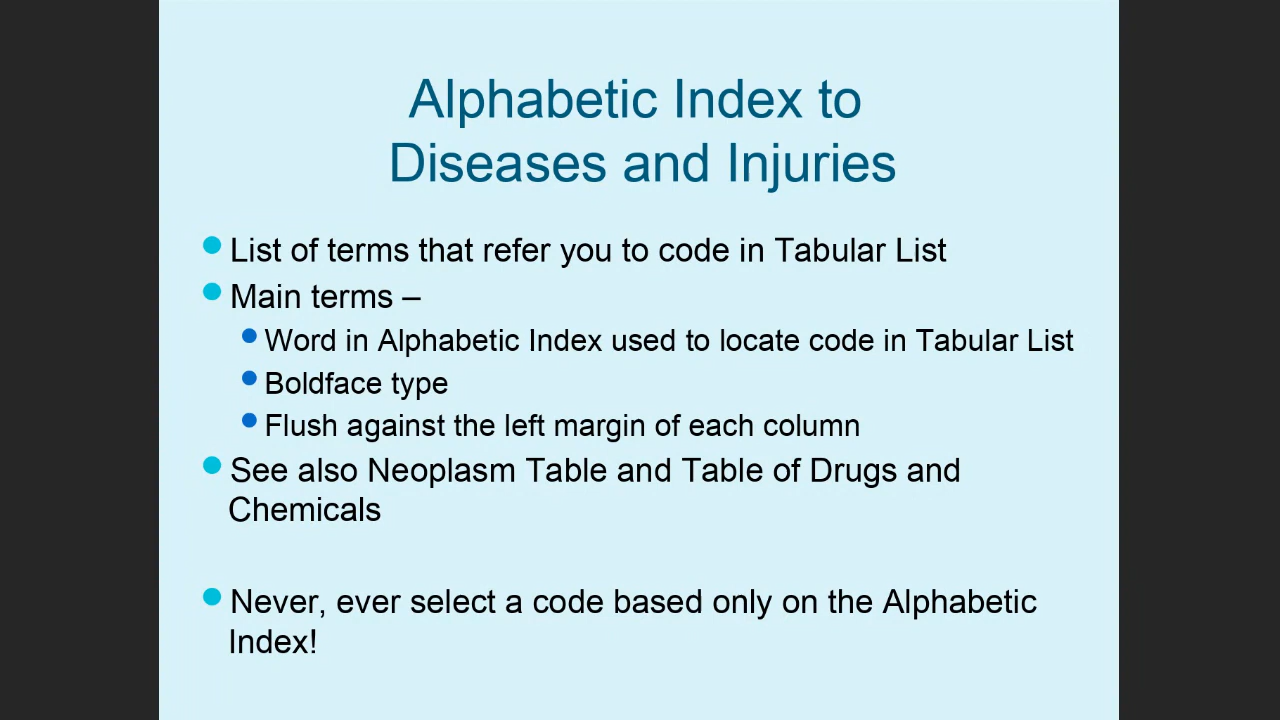 Alphabetic Index to
Diseases and Injuries
List of terms that refer you to code in Tabular List
Main terms –
Word in Alphabetic Index used to locate code in Tabular List
Boldface type
Flush against the left margin of each column
See also Neoplasm Table and Table of Drugs and
Chemicals
Never, ever select a code based only on the Alphabetic
Index!